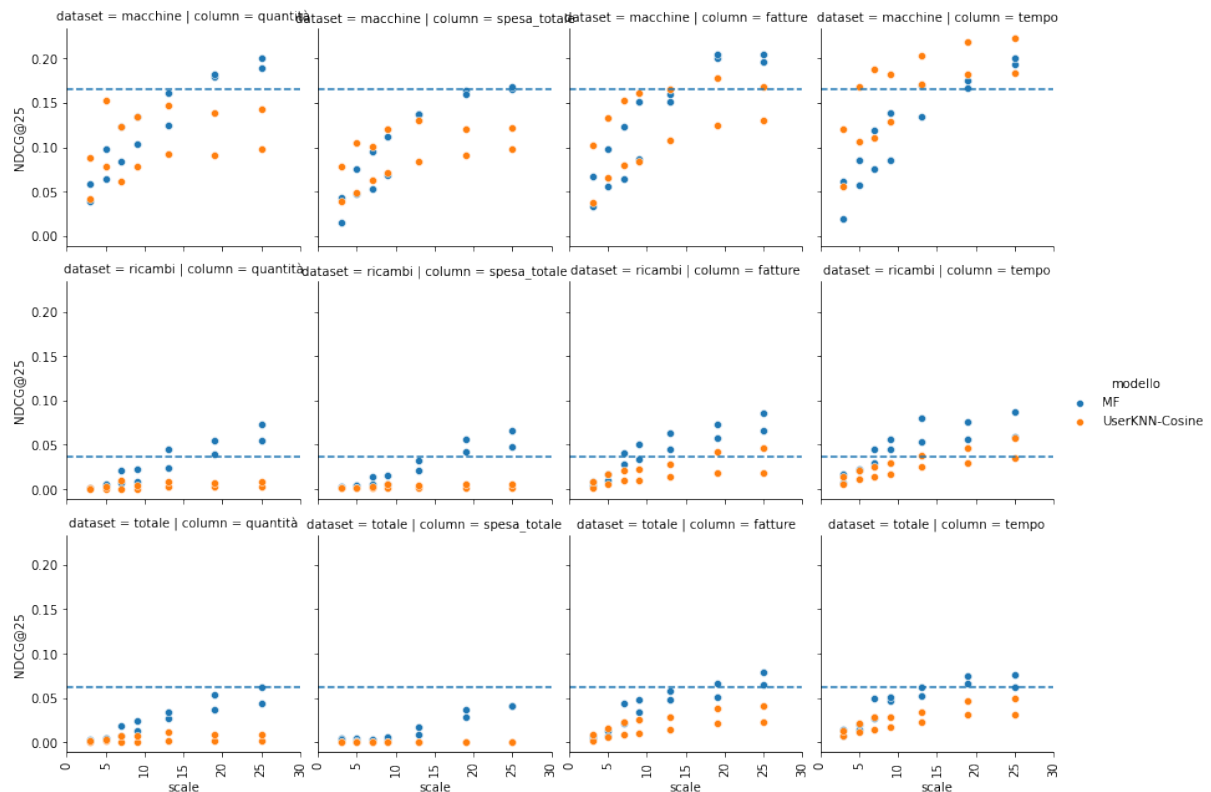 dataset = macchine | column = quantità
dataset = macchine | column = spesa_totale
dataset = macchine | column = fatture
dataset = macchine | column = tempo
0.20
0.15
0.10
0.05
0.00
NDCG@25
dataset = ricambi | column = quantità
dataset = ricambi | column = spesa_totale
dataset = ricambi | column = fatture
dataset = ricambi | column = tempo
0.20
0.15
0.10
0.05
0.00
NDCG@25
modello
MF
UserKNN-Cosine
dataset = totale | column = quantità
dataset = totale | column = spesa_totale
dataset = totale | column = fatture
dataset = totale | column = tempo
0.20
0.15
0.10
0.05
0.00
NDCG@25
0 5 10 15 20 25 30
0 5 10 15 20 25 30
0 5 10 15 20 25 30
0 5 10 15 20 25 30
scale
scale
scale
scale